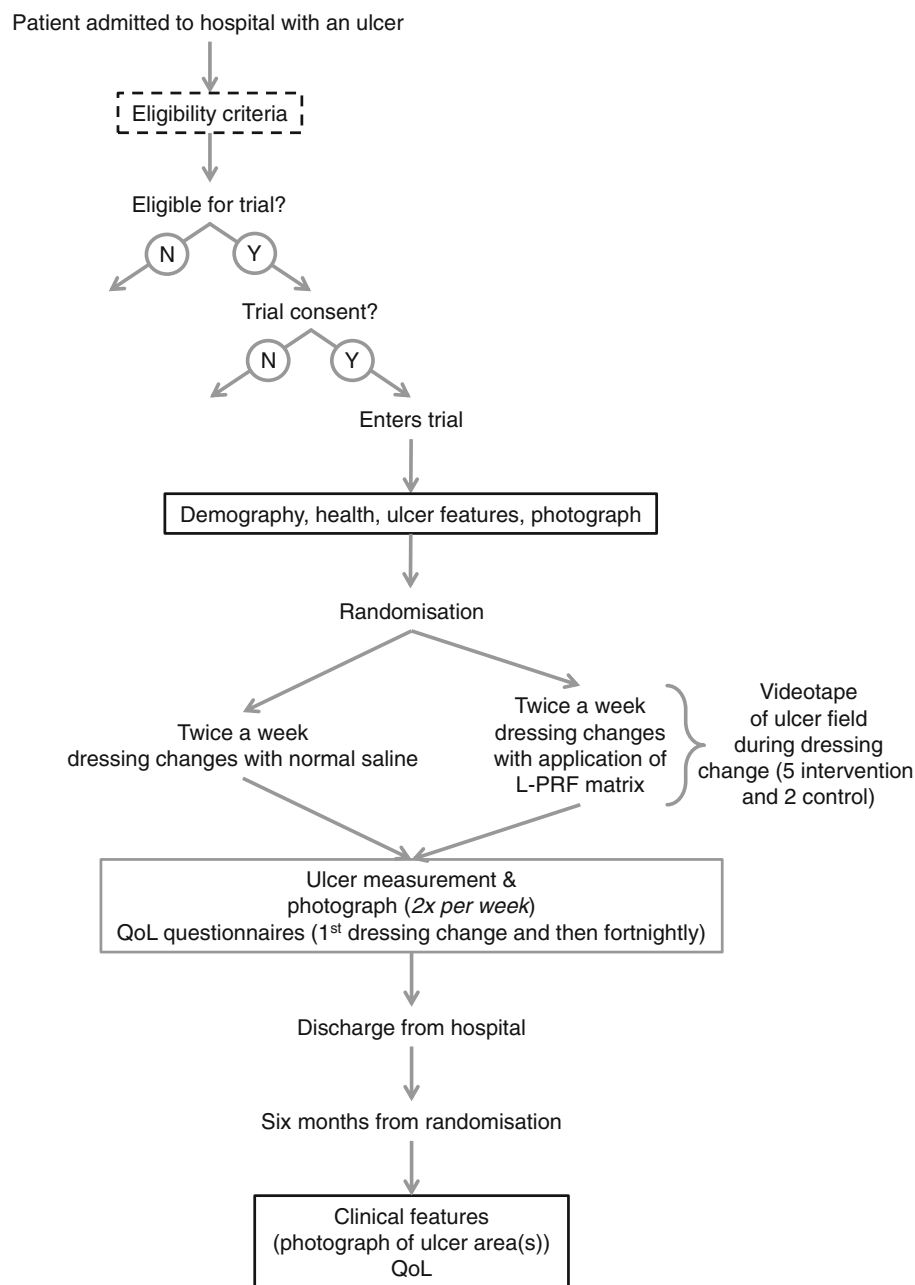 Patient admitted to hospital with an ulcer
Eligibility criteria
Eligible for trial?
N
Y
Trial consent?
N
Y
Enters trial
Demography, health, ulcer features, photograph
Randomisation
Twice a week
dressing changes with normal saline
Twice a week
dressing changes
with application of
L-PRF matrix
Videotape
of ulcer field
during dressing
change (5 intervention
and 2 control)
Ulcer measurement &
photograph (2x per week)
QoL questionnaires (1st dressing change and then fortnightly)
Discharge from hospital
Six months from randomisation
Clinical features
(photograph of ulcer area(s))
QoL